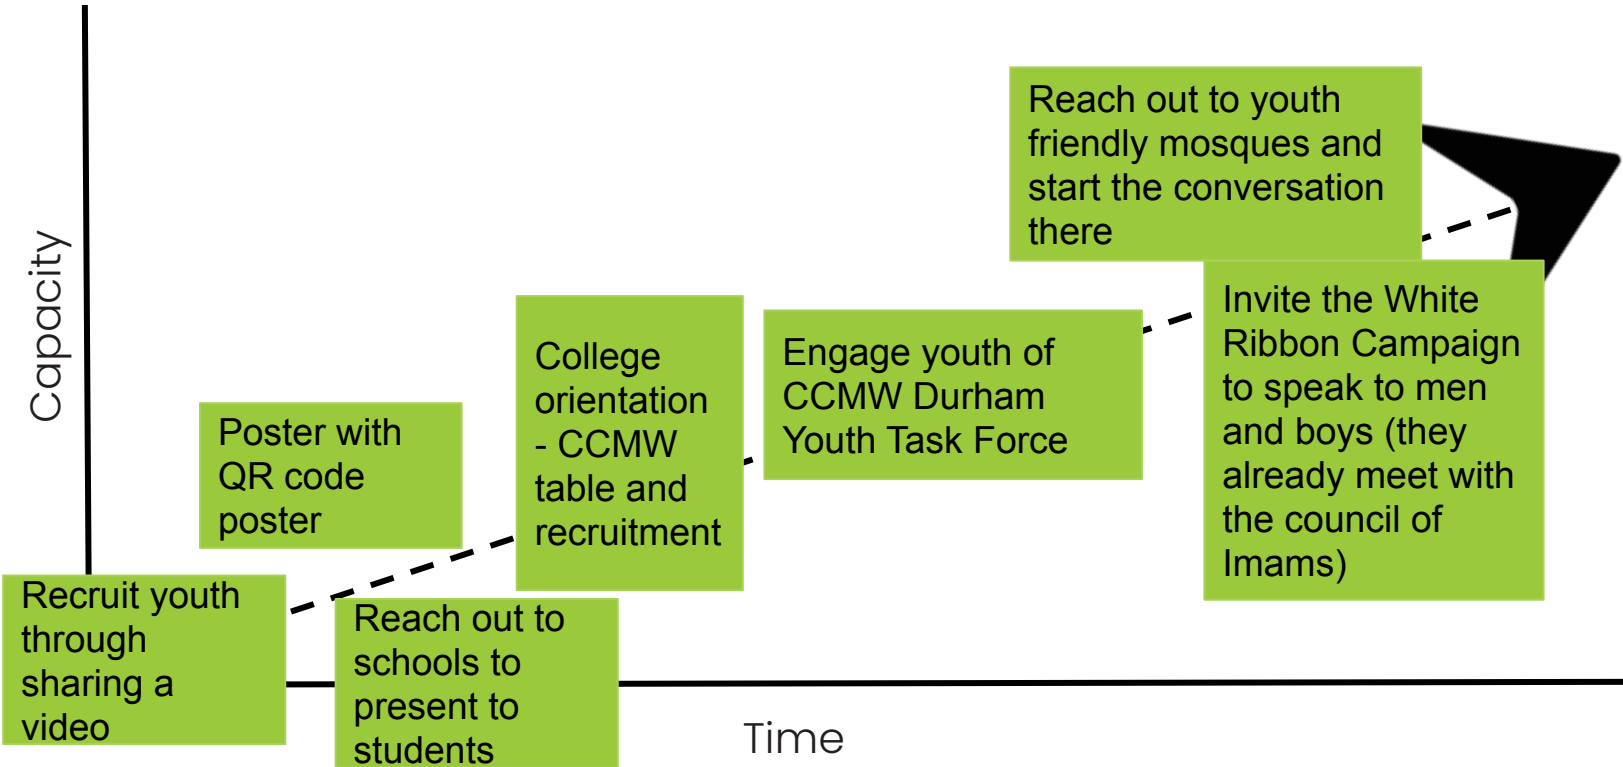 Capacity
Reach out to youth
friendly mosques and
start the conversation
there
Invite the White
Ribbon Campaign
to speak to men
and boys (they
already meet with
the council of
Imams)
Engage youth of
CCMW Durham
Youth Task Force
College
orientation
- CCMW
table and
recruitment
Poster with
QR code
poster
Recruit youth
through
sharing a
video
Reach out to
schools to
present to
students
Time